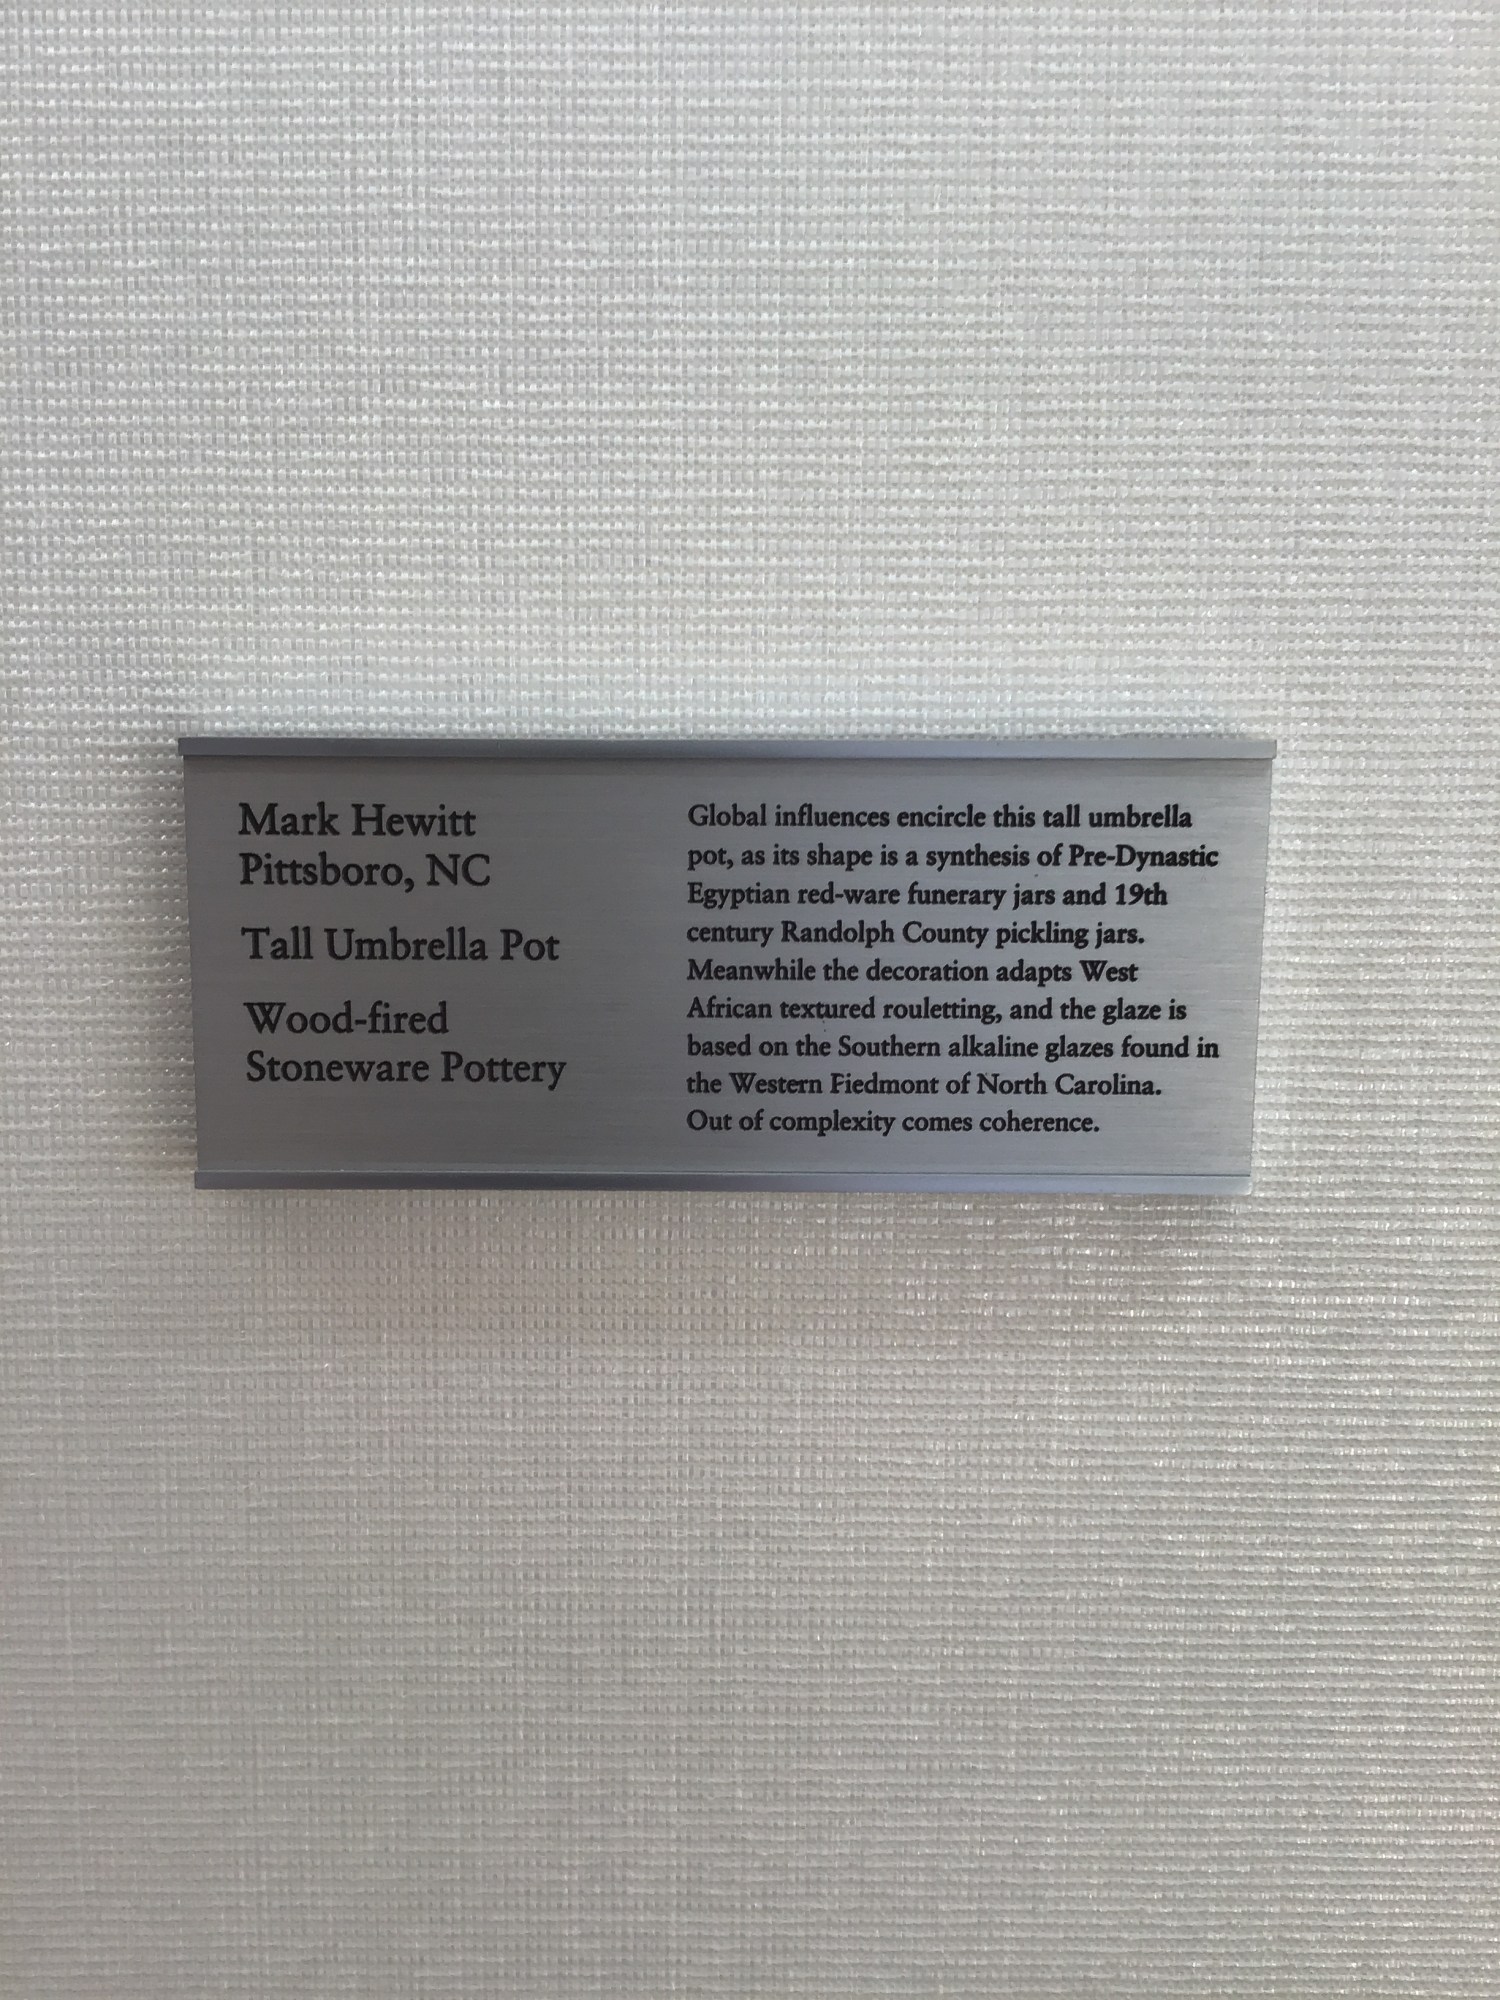 Mark Hewitt
Pittsboro, NC
Tall Umbrella Pot
Wood-fired
Stoneware Pottery
Global influences encircle this tall umbrella
pot, as its shape is a synthesis of Pre-Dynastic
Egyptian red-ware funerary jars and 19th
century Randolph County pickling jars.
Meanwhile the decoration adapts West
African textured rouletting, and the glaze is
based on the Southern alkaline glazes found in
the Western Fiedmont of North Carolina.
Out of complexity comes coherence.